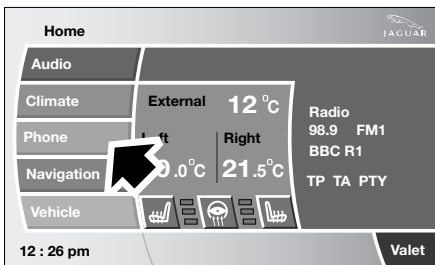 Home
JAGUAR
Audio
Climate
Phone
Navigation
Vehicle
External 12 °C
Right
.0°C 21.5°C
Radio
98.9 FM1
BBC R1
TP TA PTY
12 : 26 pm
Valet